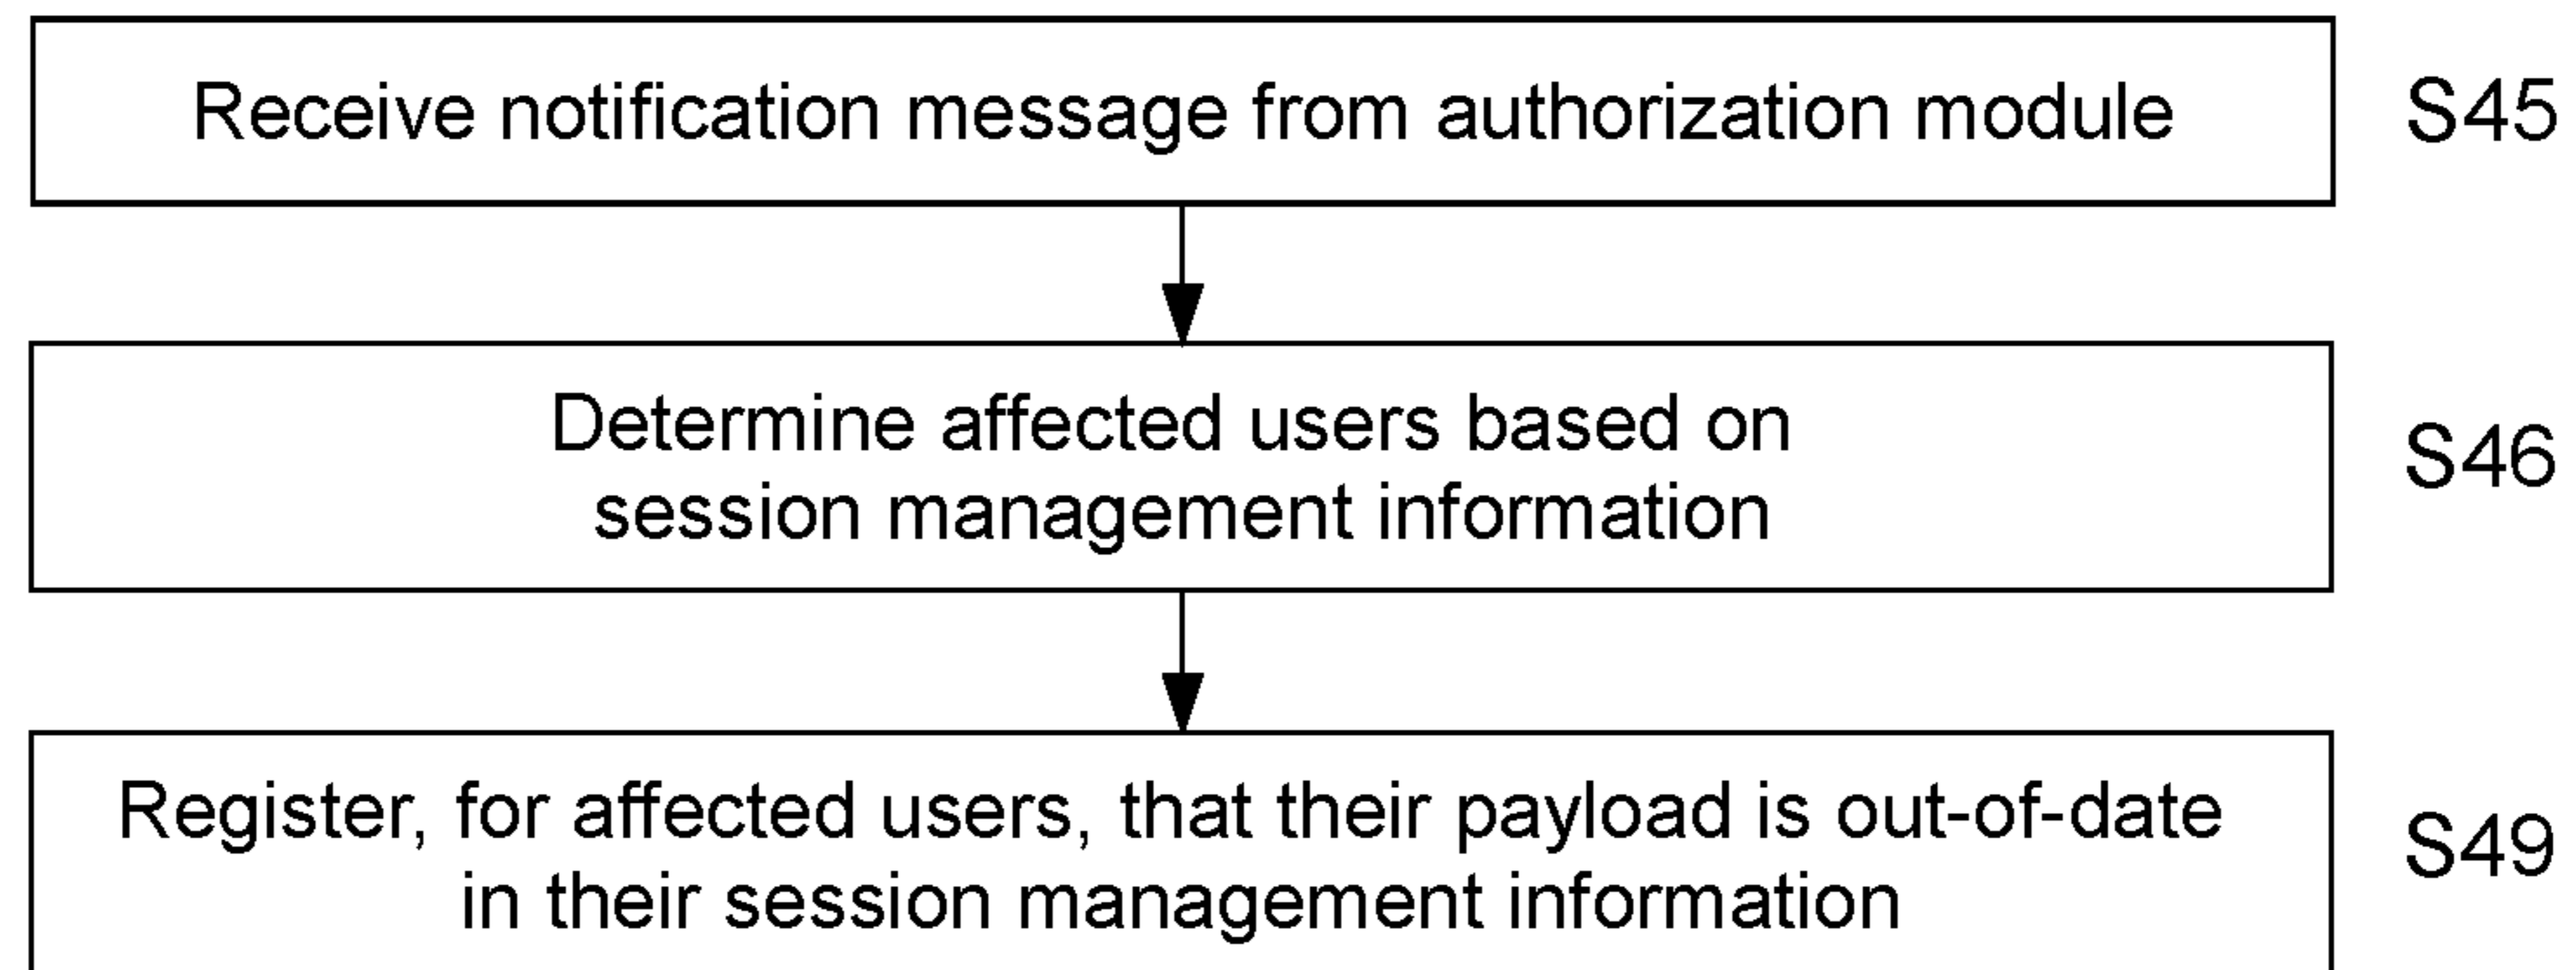 Receive notification message from authorization module S45
Determine affected users based on
session management information
S46
Register, for affected users, that their payload is out-of-date
in their session management information
S49